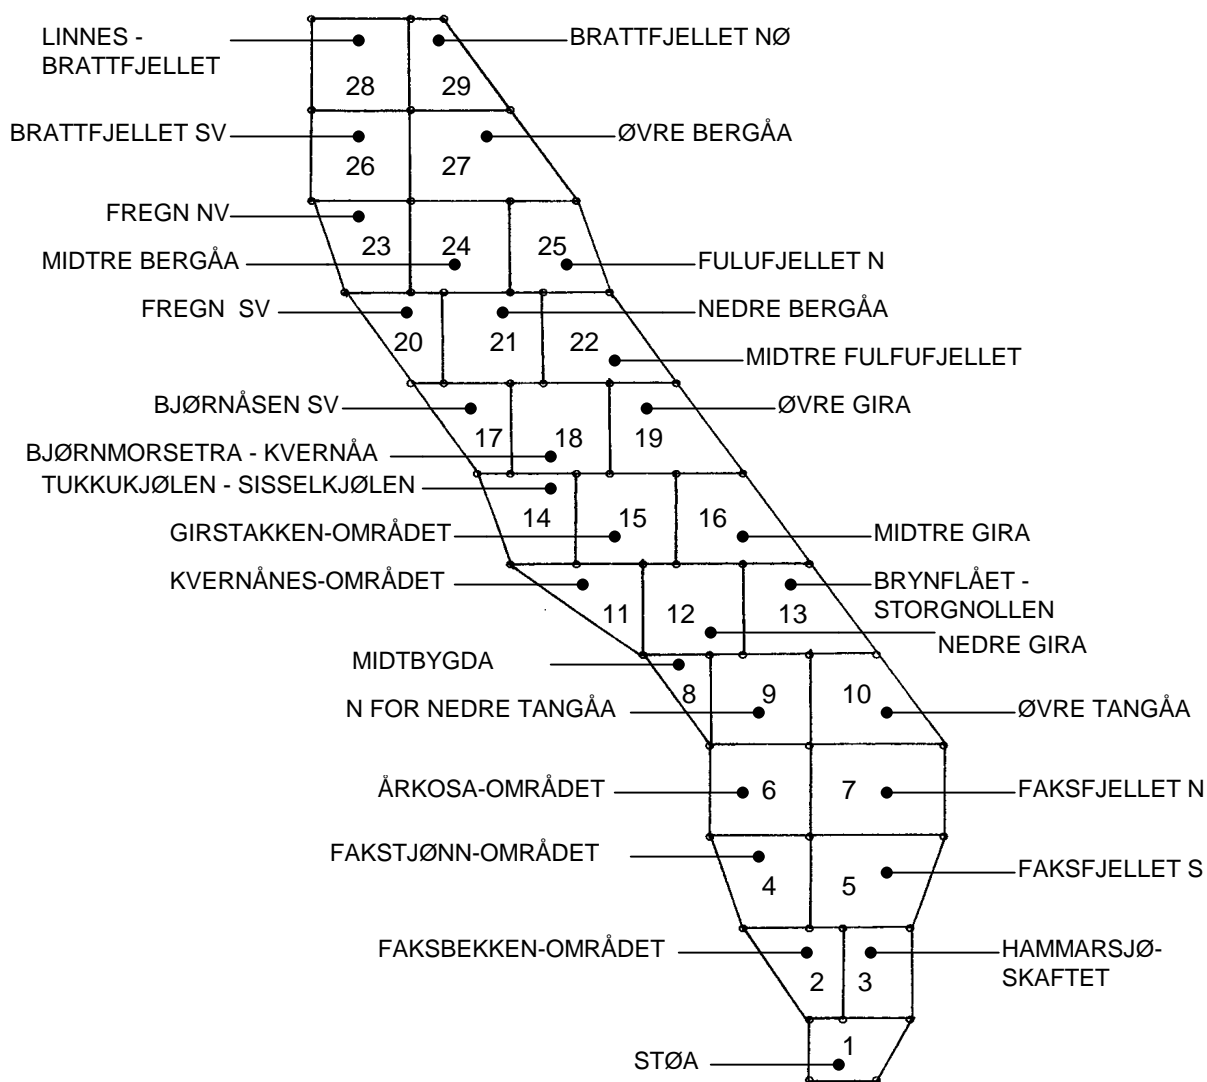 LINNES -
BRATTFJELLET
BRATTFJELLET NØ
28
29
BRATTFJELLET SV
ØVRE BERGÅA
26
27
FREGN NV
23
24
25
MIDTRE BERGÅA
FULUFJELLET N
FREGN SV
NEDRE BERGÅA
20
21
22
MIDTRE FULFUFJELLET
BJØRNÅSEN SV
ØVRE GIRA
17
18
19
BJØRNMORSETRA - KVERNÅA
TUKKUKJØLEN - SISSELKJØLEN
14
15
16
GIRSTAKKEN-OMRÅDET
MIDTRE GIRA
KVERNÅNES-OMRÅDET
BRYNFLÅET -
STORGNOLLEN
11
12
13
NEDRE GIRA
MIDTBYGDA
8
9
10
N FOR NEDRE TANGÅA
ØVRE TANGÅA
ÅRKOSA-OMRÅDET
6
7
FAKSFJELLET N
FAKSTJØNN-OMRÅDET
4
5
FAKSFJELLET S
FAKSBEKKEN-OMRÅDET
2
3
HAMMARSJØ-
SKAFTET
1
STØA